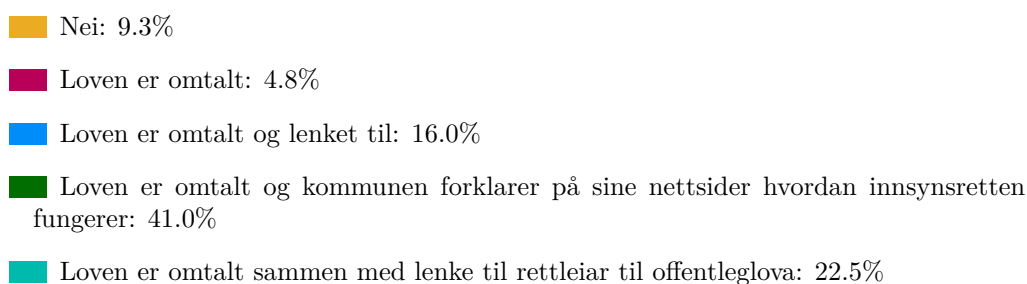 Nei: 9.3%
Loven er omtalt: 4.8%
Loven er omtalt og lenket til: 16.0%
Loven er omtalt og kommunen forklarer på sine nettsider hvordan innsynsretten
fungerer: 41.0%
Loven er omtalt sammen med lenke til rettleiar til offentleglova: 22.5%